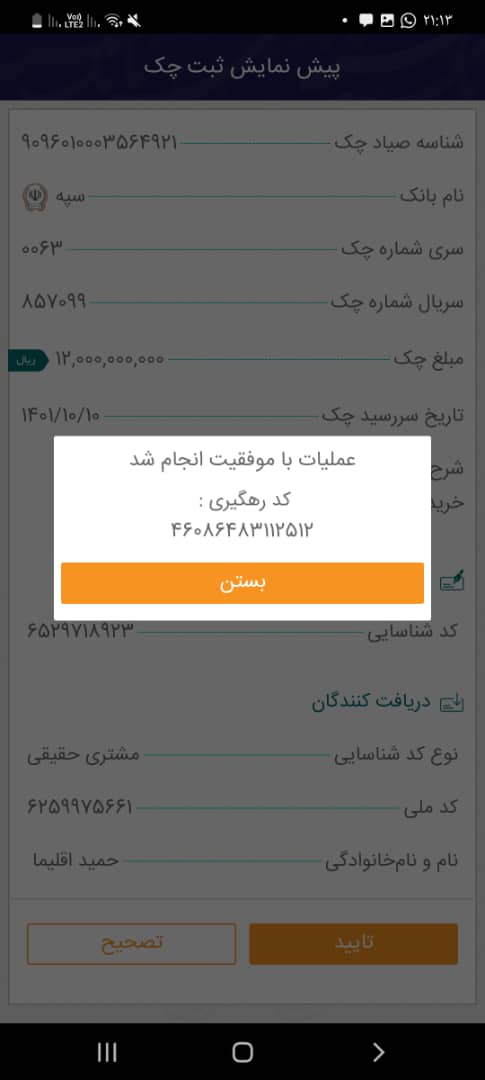 ۲۱:۱۳
Vo) LTE2
پیش نمایش ثبت چک
شناسه صیاد چک ۹۰۹۶۰۱۰۰۰۳۵۶۴۹۲۱
نام بانک سپه
سری شماره چک ۰۰۶۳
سریال شماره چک ۸۵۷۰۹۹
مبلغ چک ۱۲,۰۰۰,۰۰۰,۰۰۰ ریال
تاریخ سررسید چک ۱۴۰۱/۱۰/۱۰
شرح
خرید
عملیات با موفقیت انجام شد
کد رهگیری :
۴۶۰۸۶۴۸۳۱۱۲۵۱۲
بستن
کد شناسایی ۶۵۲۹۷۱۸۹۲۳
دریافت کنندگان
نوع کد شناسایی مشتری حقیقی
کد ملی ۶۲۵۹۹۷۵۶۶۱
نام و نام‌خانوادگی حمید اقلیما
تایید
تصحیح